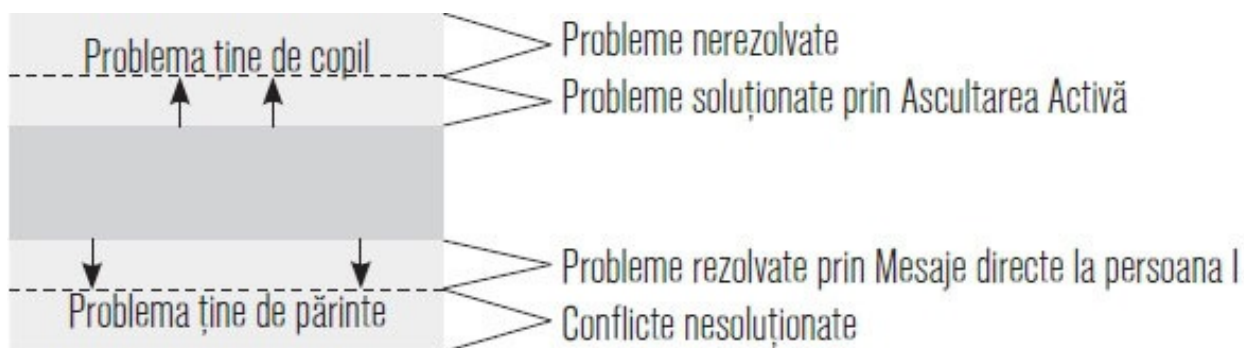 Problema ține de copil
Probleme nerezolvate
Probleme soluționate prin Ascultarea Activă
Probleme rezolvate prin Mesaje directe la persoana I
Problema ține de părinte
Conflicte nesoluționate